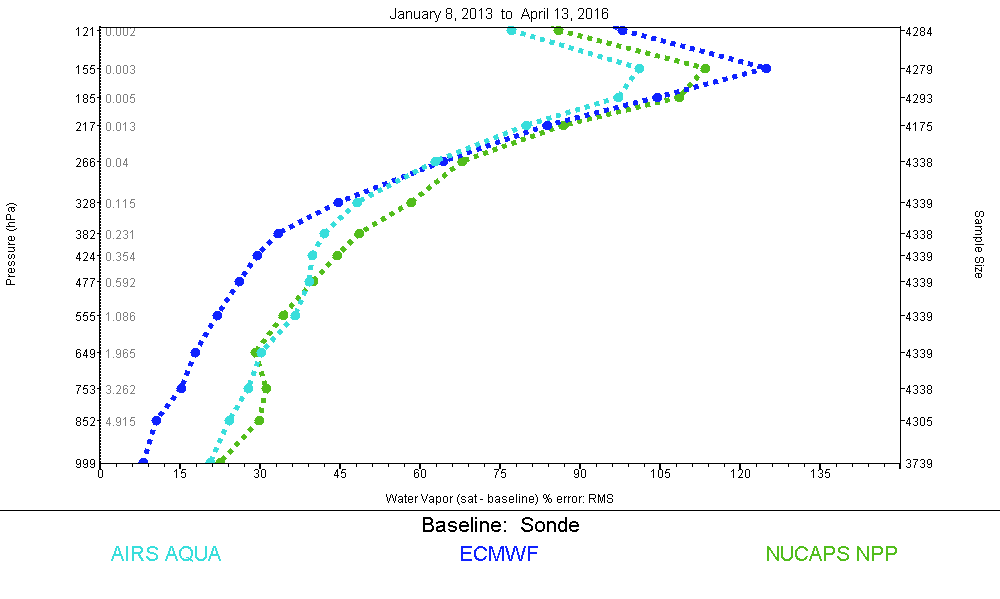 January 8, 2013 to April 13, 2016
121 0.002 4284
155 0.003 4279
185 0.005 4293
217 0.013 4175
266 0.04 4338
328 0.115 4339
382 0.231 4338
424 0.354 4339
477 0.592 4339
555 1.086 4339
649 1.965 4339
753 3.262 4338
852 4.915 4305
999 3739
Pressure (hPa)
Sample Size
0 15 30 45 60 75 90 105 120 135
Water Vapor (sat - baseline) % error: RMS
Baseline: Sonde
AIRS AQUA ECMWF NUCAPS NPP